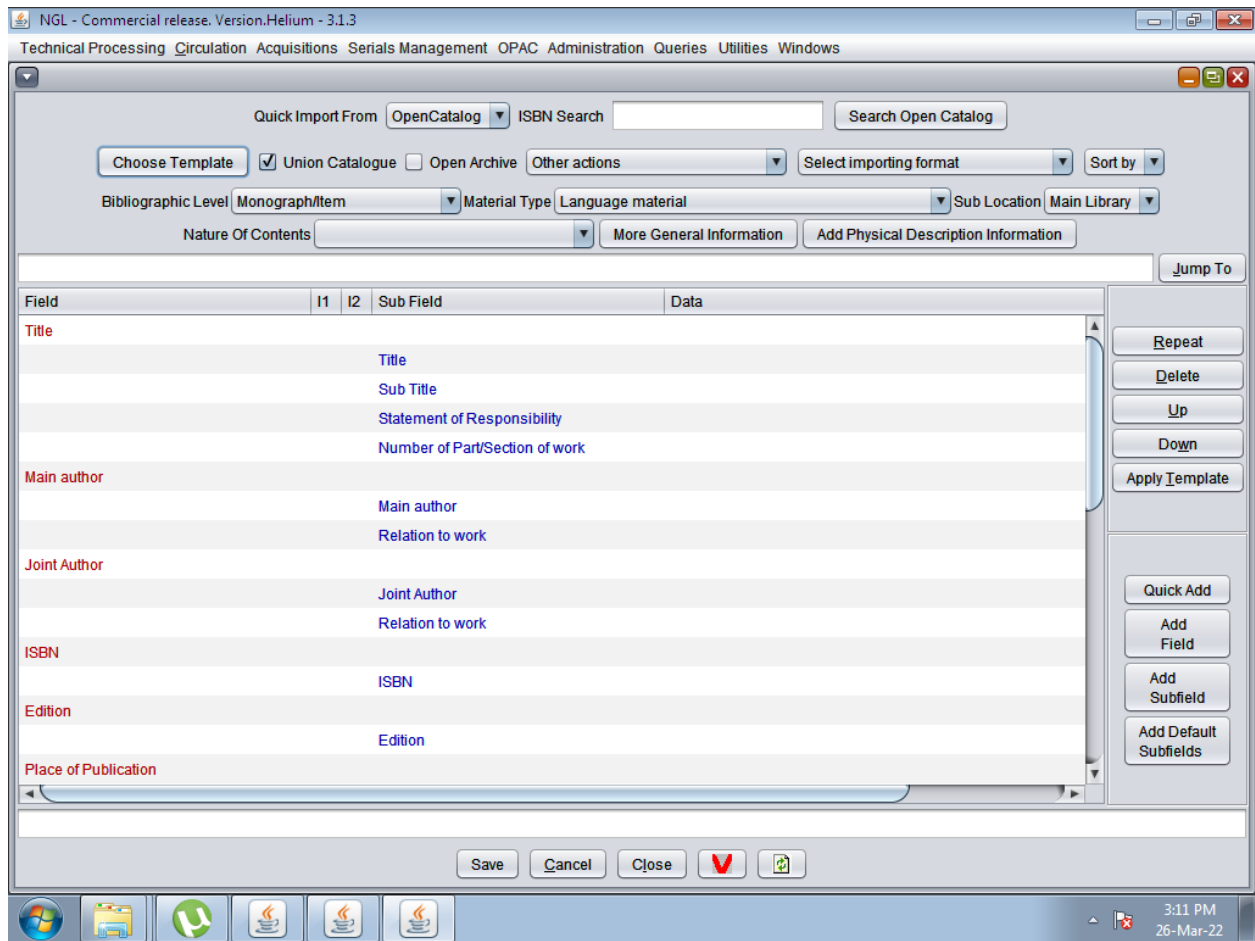 NGL - Commercial release. Version.Helium - 3.1.3
Technical Processing Circulation Acquisitions Serials Management OPAC Administration Queries Utilities Windows
Quick Import From OpenCatalog ISBN Search Search Open Catalog
Choose Template Union Catalogue Open Archive Other actions Select importing format Sort by
Bibliographic Level Monograph/Item Material Type Language material Sub Location Main Library
Nature Of Contents More General Information Add Physical Description Information
Jump To
Field I1 I2 Sub Field Data
Title
Title
Sub Title
Statement of Responsibility
Number of Part/Section of work
Main author
Main author
Relation to work
Joint Author
Joint Author
Relation to work
ISBN
ISBN
Edition
Edition
Place of Publication
Repeat
Delete
Up
Down
Apply Template
Quick Add
Add
Field
Add
Subfield
Add Default
Subfields
Save Cancel Close
3:11 PM
26-Mar-22